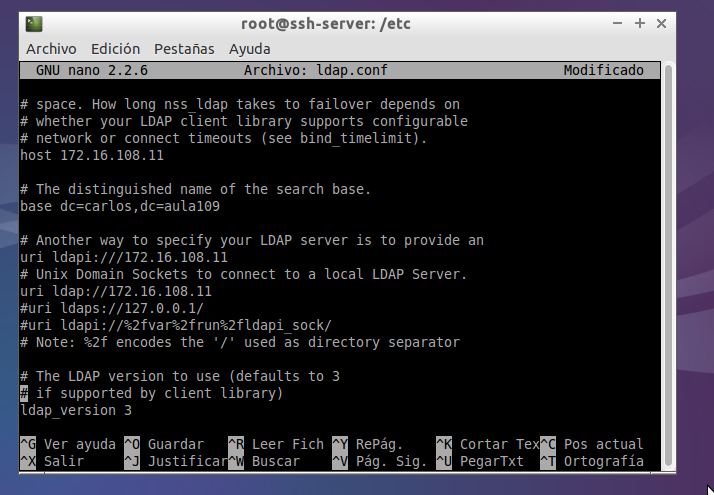 root@ssh-server: /etc
Archivo Edición Pestañas Ayuda
GNU nano 2.2.6 Archivo: ldap.conf Modificado
# space. How long nss_ldap takes to failover depends on
# whether your LDAP client library supports configurable
# network or connect timeouts (see bind_timelimit).
host 172.16.108.11
# The distinguished name of the search base.
base dc=carlos,dc=aula109
# Another way to specify your LDAP server is to provide an
uri ldapi:///172.16.108.11
# Unix Domain Sockets to connect to a local LDAP Server.
uri ldap://172.16.108.11
#uri ldaps://127.0.0.1/
#uri ldapi://%2fvar%2frun%2fldapi_sock/
# Note: %2f encodes the '/' used as directory separator
# The LDAP version to use (defaults to 3
# if supported by client library)
ldap_version 3
^G Ver ayuda ^O Guardar ^R Leer Fich ^Y RePág. ^K Cortar Tex^C Pos actual
^X Salir ^J Justificar^W Buscar ^V Pág. Sig. ^U PegarTxt ^T Ortografía